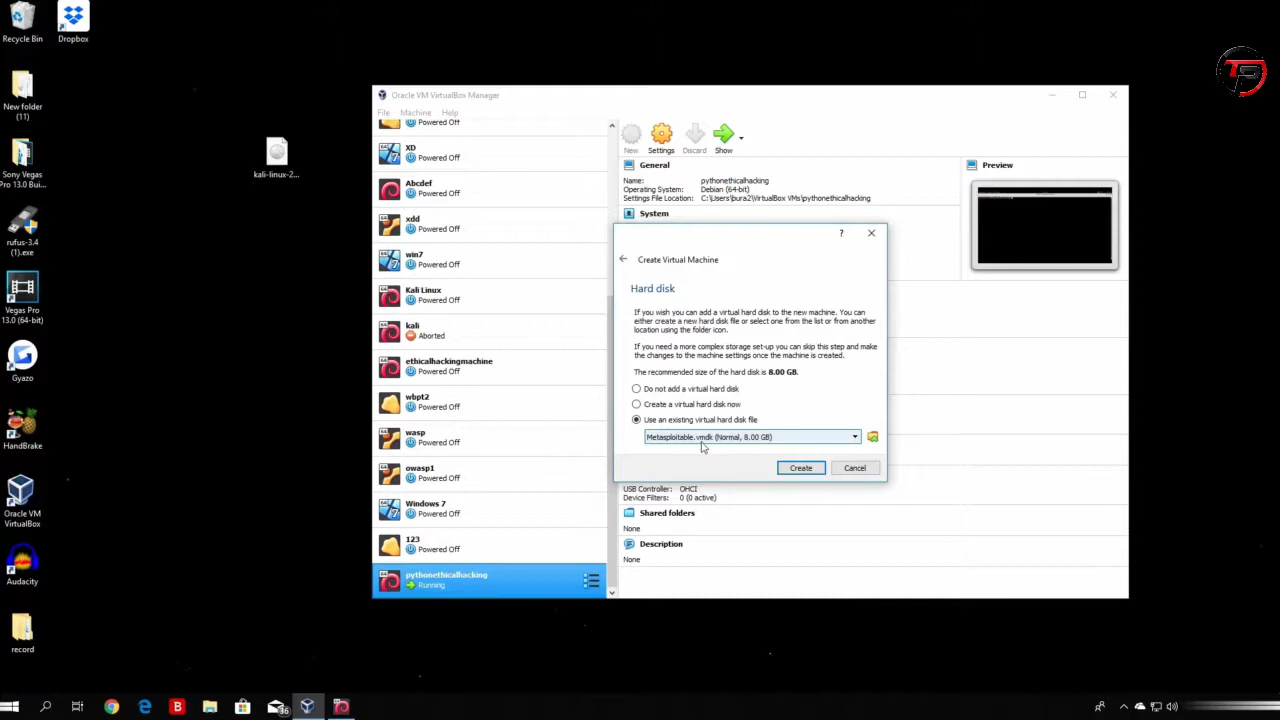 Recycle Bin
Dropbox
New folder
(11)
kali-linux-2...
Sony Vegas
Pro 13.0 Bui...
rufus-3.4
(1).exe
Vegas Pro
13.0 (64-bit)
Gyazo
HandBrake
Oracle VM
VirtualBox
Audacity
record
TS
Oracle VM VirtualBox Manager
File Machine Help
Powered Off
XD
Powered Off
Abcdef
Powered Off
xdd
Powered Off
win7
Powered Off
Kali Linux
Powered Off
kali
Aborted
ethicalhackingmachine
Powered Off
wbpt2
Powered Off
wasp
Powered Off
owasp1
Powered Off
Windows 7
Powered Off
123
Powered Off
pythonethicalhacking
Running
New Settings Discard Show
General
Name: pythonethicalhacking
Operating System: Debian (64-bit)
Settings File Location: C:\Users\bura2\VirtualBox VMs\pythonethicalhacking
System
Preview
?
Create Virtual Machine
Hard disk
If you wish you can add a virtual hard disk to the new machine. You can
either create a new hard disk file or select one from the list or from another
location using the folder icon.
If you need a more complex storage set-up you can skip this step and make
the changes to the machine settings once the machine is created.
The recommended size of the hard disk is 8.00 GB.
Do not add a virtual hard disk
Create a virtual hard disk now
Use an existing virtual hard disk file
Metasploitable.vmdk (Normal, 8.00 GB)
Create Cancel
USB Controller: OHCI
Device Filters: 0 (0 active)
Shared folders
None
Description
None
B
36